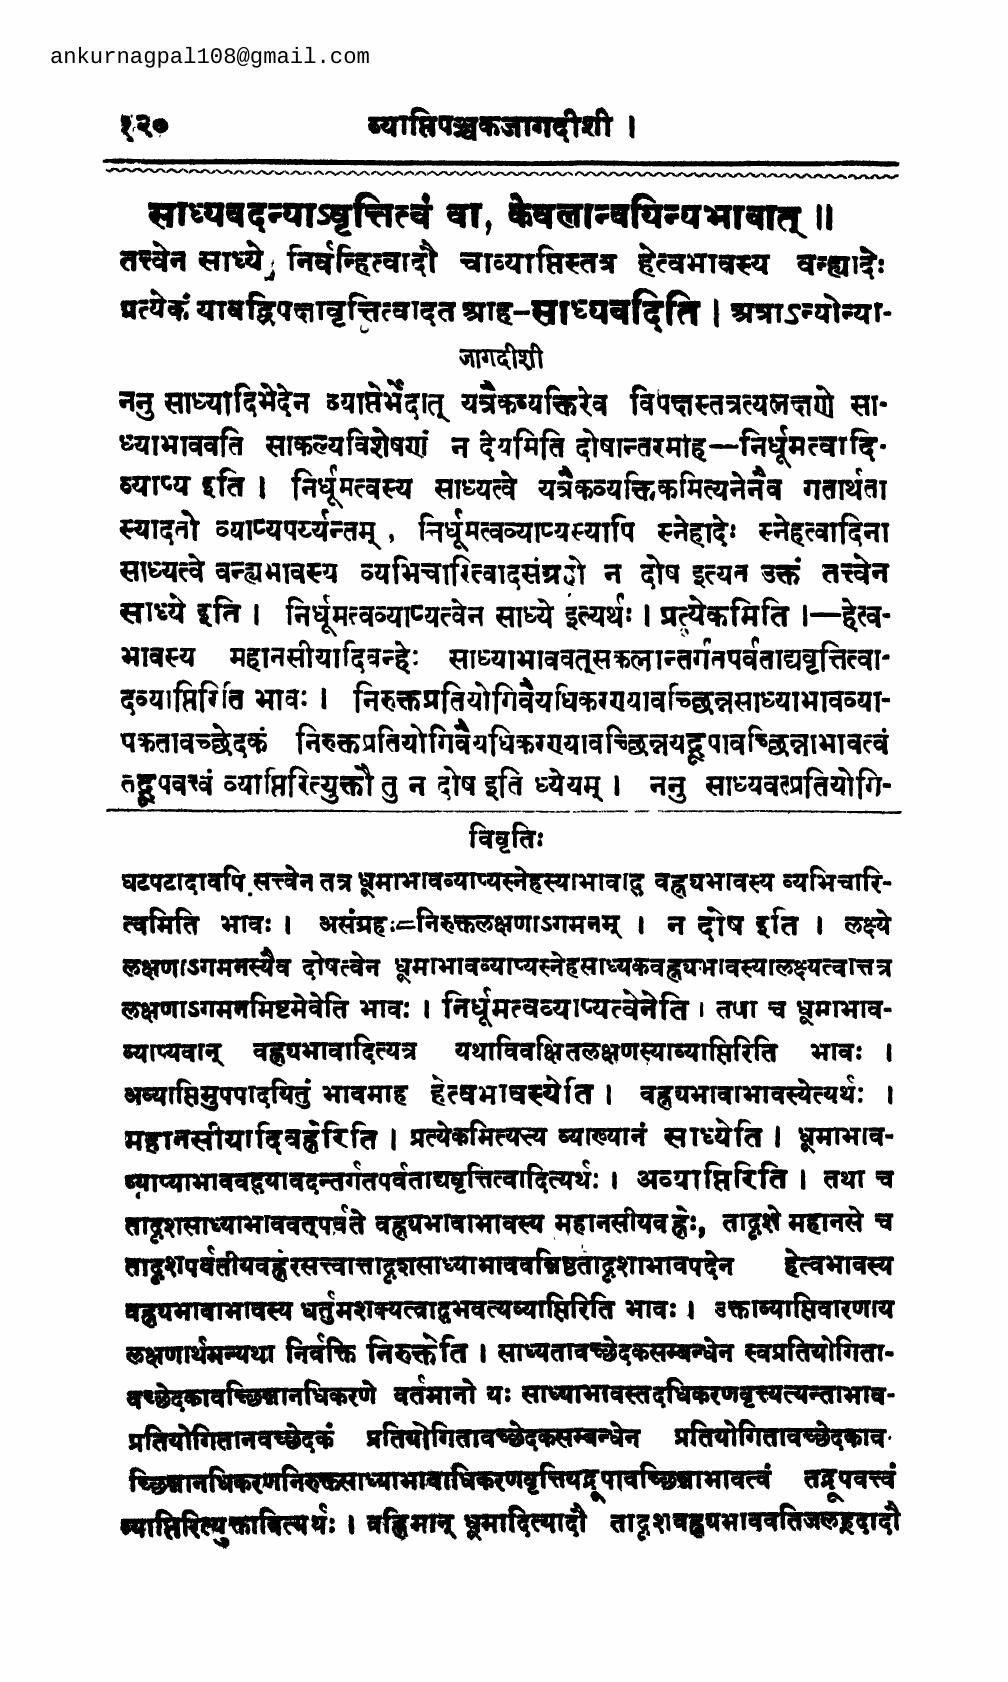 ankurnagpal108@gmail.com
१२० व्याप्तिपञ्चकजागदीशी ।
साध्यवदन्याऽवृत्तित्वं वा, केवलान्वयिन्यभावात् ॥
तत्त्वेन साध्ये, निर्वन्हित्वादौ चाव्याप्तिस्तत्र हेत्वभावस्य वन्ह्यादेः
प्रत्येकं यावद्विपक्षावृत्तित्वादत आह–साध्यवदिति । अत्राऽन्योन्या-
जागदीशी
ननु साध्यादिभेदेन व्याप्तेर्भेदात् यत्रैकव्यक्तिरेव विपक्षस्तत्रत्यलक्षणे सा-
ध्याभाववति साकल्यविशेषणं न देयमिति दोषान्तरमाह—निर्धूमत्वादि-
व्याप्य इति । निर्धूमत्वस्य साध्यत्वे यत्रैकव्यक्तिकमित्यनेनैव गतार्थता
स्यादतो व्याप्यपर्य्यन्तम् , निर्धूमत्वव्याप्यस्यापि स्नेहादेः स्नेहत्वादिना
साध्यत्वे वन्ह्यभावस्य व्यभिचारित्वादसंग्रहो न दोष इत्यत उक्तं तत्त्वेन
साध्ये इति । निर्धूमत्वव्याप्यत्वेन साध्ये इत्यर्थः । प्रत्येकमिति ।—हेत्व-
भावस्य महानसीयादिवन्हेः साध्याभाववत्सकलान्तर्गतपर्वताद्यवृत्तित्वा-
दव्याप्तिरिति भावः । निरुक्तप्रतियोगिवैयधिकरण्यावच्छिन्नसाध्याभावव्या-
पकतावच्छेदकं निरुक्तप्रतियोगिवैयधिकरण्यावच्छिन्नयद्रूपावच्छिन्नाभावत्वं
तद्रूपवत्त्वं व्याप्तिरित्युक्तौ तु न दोष इति ध्येयम् । ननु साध्यवत्प्रतियोगि-
विवृतिः
घटपटादावपि सत्त्वेन तत्र धूमाभावव्याप्यस्नेहस्याभावाद् वह्न्यभावस्य व्यभिचारि-
त्वमिति भावः । असंग्रहः=निरुक्तलक्षणाऽगमनम् । न दोष इति । लक्ष्ये
लक्षणाऽगमनस्यैव दोषत्वेन धूमाभावव्याप्यस्नेहसाध्यकवह्न्यभावस्यालक्ष्यत्वात्तत्र
लक्षणाऽगमनमिष्टमेवेति भावः । निर्धूमत्वव्याप्यत्वेनेति । तथा च धूमाभाव-
व्याप्यवान् वह्न्यभावादित्यत्र यथाविवक्षितलक्षणस्याव्याप्तिरिति भावः ।
अव्याप्तिमुपपादयितुं भावमाह हेत्वभावस्येति । वह्न्यभावाभावस्येत्यर्थः ।
महानसीयादिवह्नेरिति । प्रत्येकमित्यस्य व्याख्यानं साध्येति । धूमाभाव-
व्याप्याभाववद्यावदन्तर्गतपर्वताद्यवृत्तित्वादित्यर्थः । अव्याप्तिरिति । तथा च
तादृशसाध्याभाववत्पर्वते वह्न्यभावाभावस्य महानसीयवह्नेः, तादृशे महानसे च
तादृशपर्वतीयवह्नेरसत्त्वात्तादृशसाध्याभाववन्निष्ठतादृशाभावपदेन हेत्वभावस्य
वह्न्यभावाभावस्य धर्तुमशक्यत्वाद्भवत्यव्याप्तिरिति भावः । उक्ताव्याप्तिवारणाय
लक्षणार्थमन्यथा निर्वक्ति निरुक्तेति । साध्यतावच्छेदकसम्बन्धेन स्वप्रतियोगिता-
वच्छेदकावच्छिन्नानधिकरणे वर्तमानो यः साध्याभावस्तदधिकरणवृत्त्यत्यन्ताभाव-
प्रतियोगितानवच्छेदकं प्रतियोगितावच्छेदकसम्बन्धेन प्रतियोगितावच्छेदकाव-
च्छिन्नानधिकरणनिरुक्तसाध्याभावाधिकरणवृत्तियद्रूपावच्छिन्नाभावत्वं तद्रूपवत्त्वं
व्याप्तिरित्युक्तावित्यर्थः । वह्निमान् धूमादित्यादौ तादृशवह्न्यभाववतिजलह्रदादौ